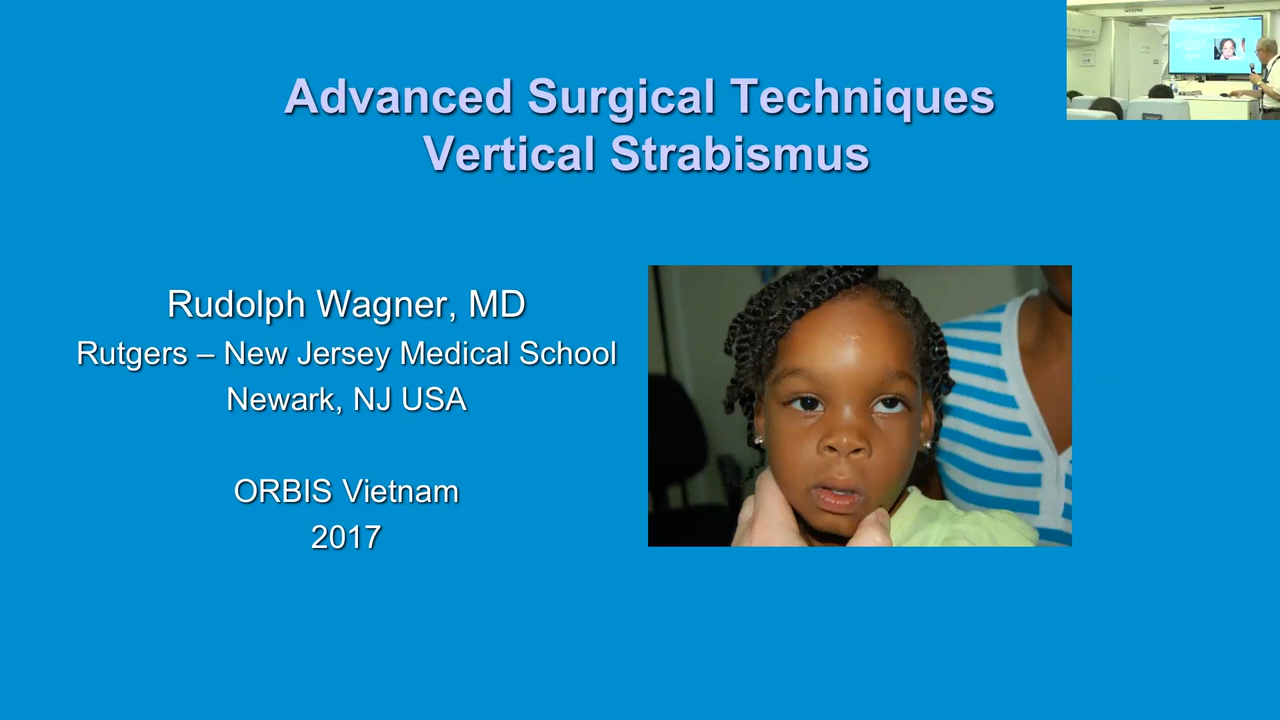 Advanced Surgical Techniques
Vertical Strabismus
Rudolph Wagner, MD
Rutgers – New Jersey Medical School
Newark, NJ USA
ORBIS Vietnam
2017